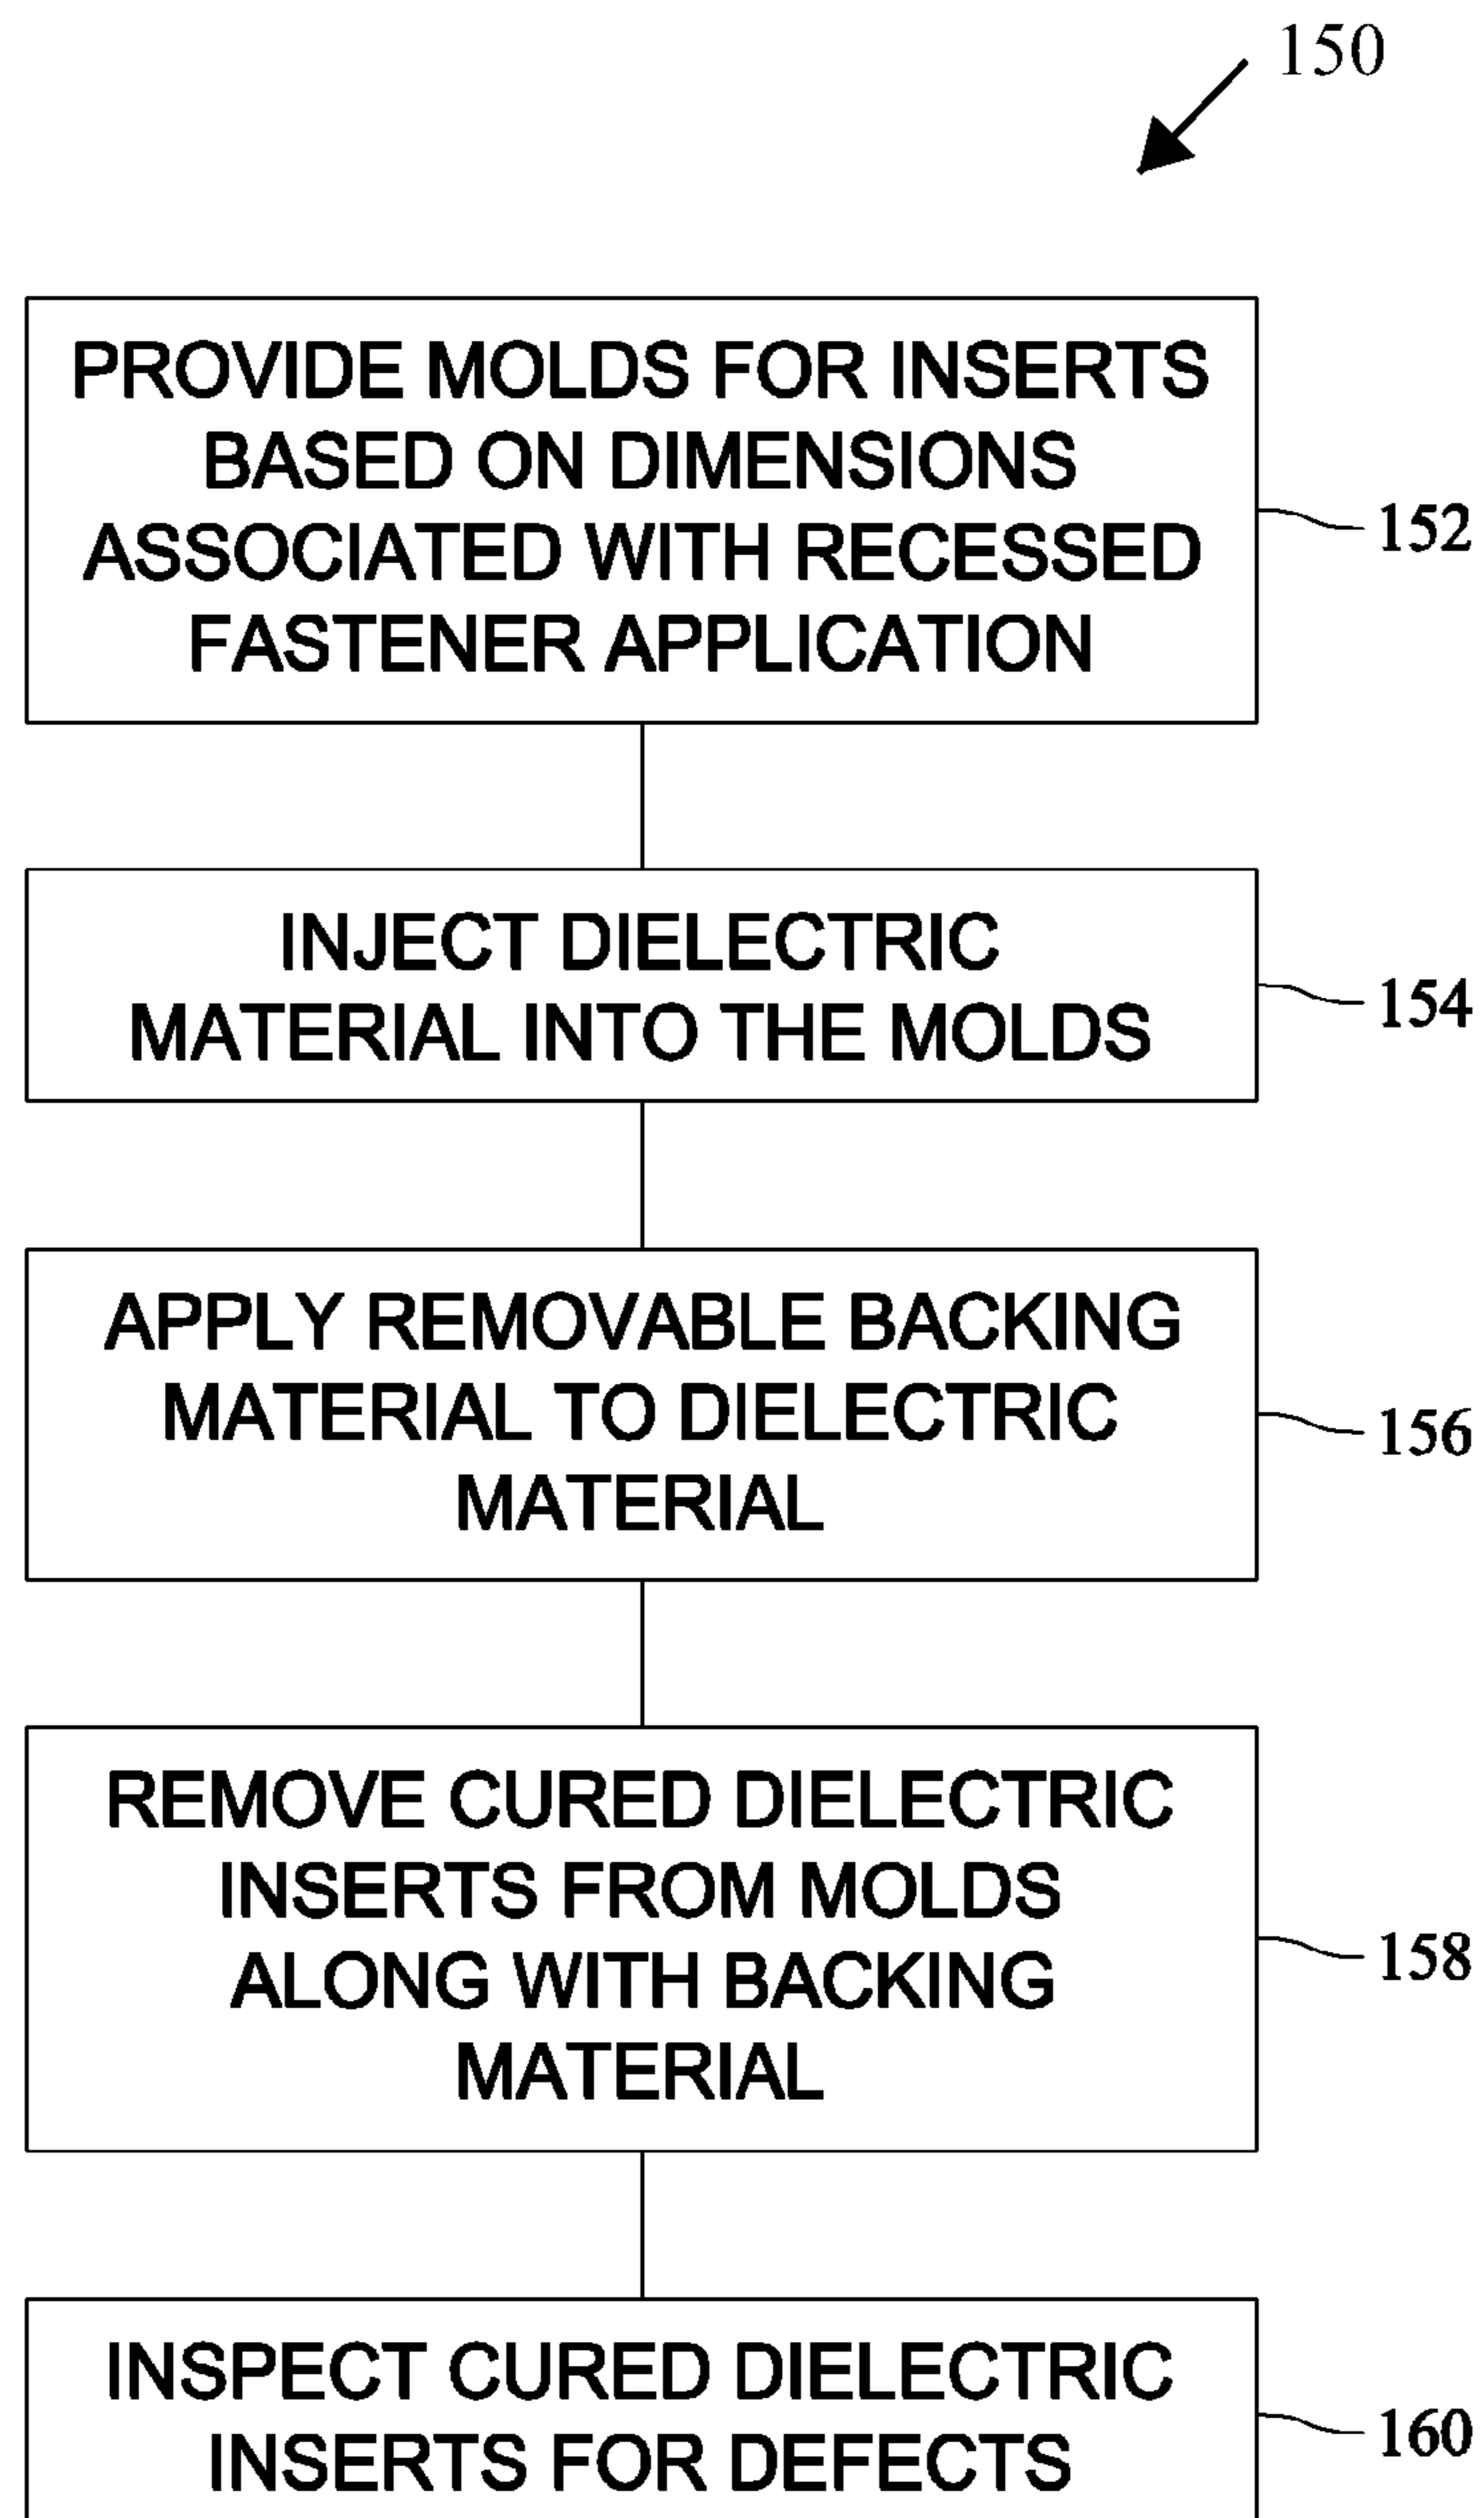 150
PROVIDE MOLDS FOR INSERTS
BASED ON DIMENSIONS
ASSOCIATED WITH RECESSED
FASTENER APPLICATION
152
INJECT DIELECTRIC
MATERIAL INTO THE MOLDS
154
APPLY REMOVABLE BACKING
MATERIAL TO DIELECTRIC
MATERIAL
156
REMOVE CURED DIELECTRIC
INSERTS FROM MOLDS
ALONG WITH BACKING
MATERIAL
158
INSPECT CURED DIELECTRIC
INSERTS FOR DEFECTS
160